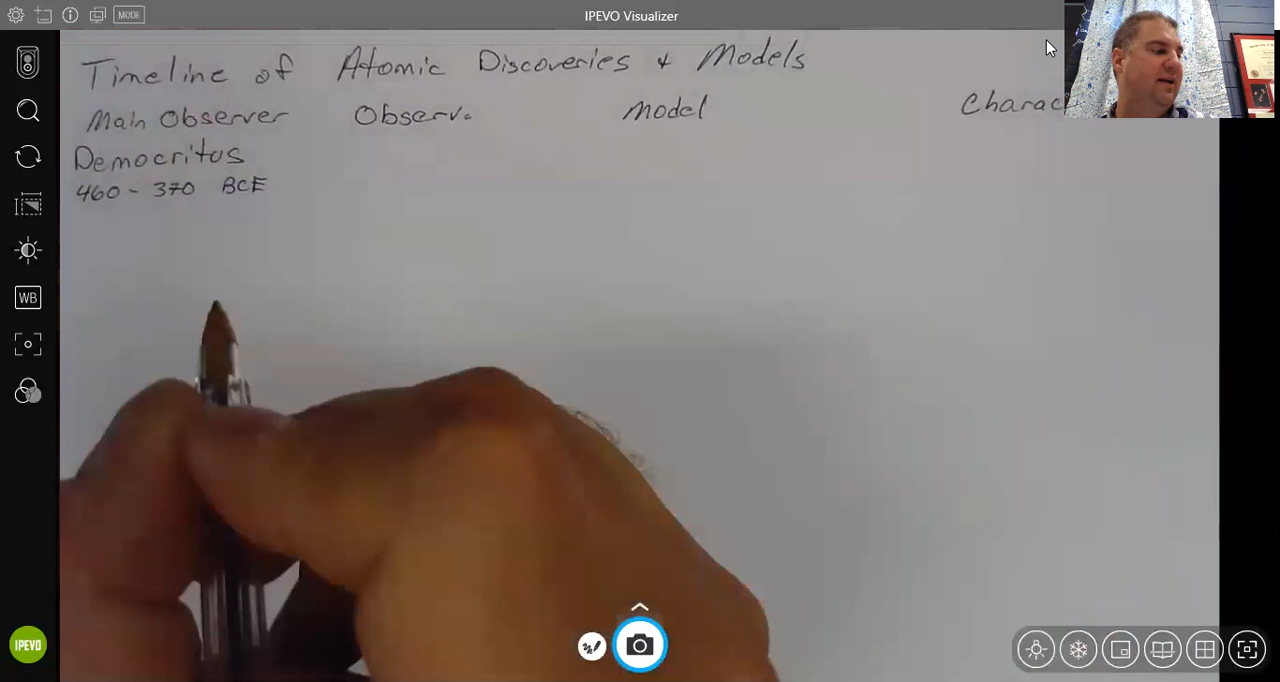 IPEVO Visualizer
MODE
Timeline of Atomic Discoveries & Models
Main Observer Observ. Model Charac
Democritus
460 - 370 BCE
WB
IPEVO